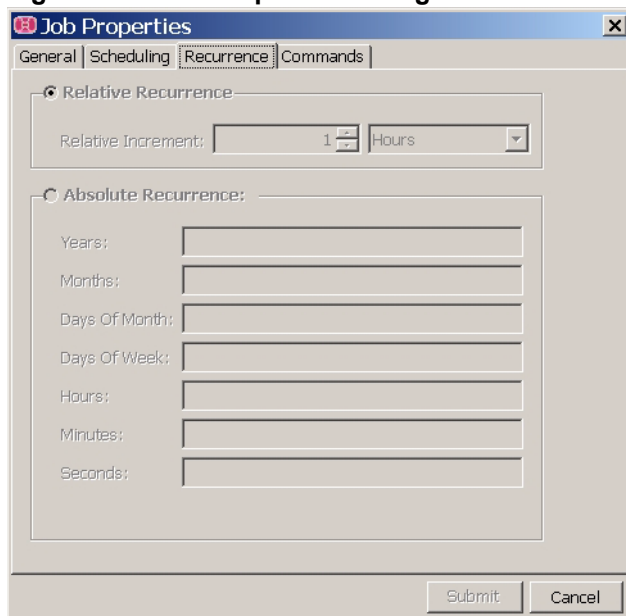 Job Properties
General Scheduling Recurrence Commands
Relative Recurrence
Relative Increment: 1 Hours
Absolute Recurrence:
Years:
Months:
Days Of Month:
Days Of Week:
Hours:
Minutes:
Seconds:
Submit Cancel